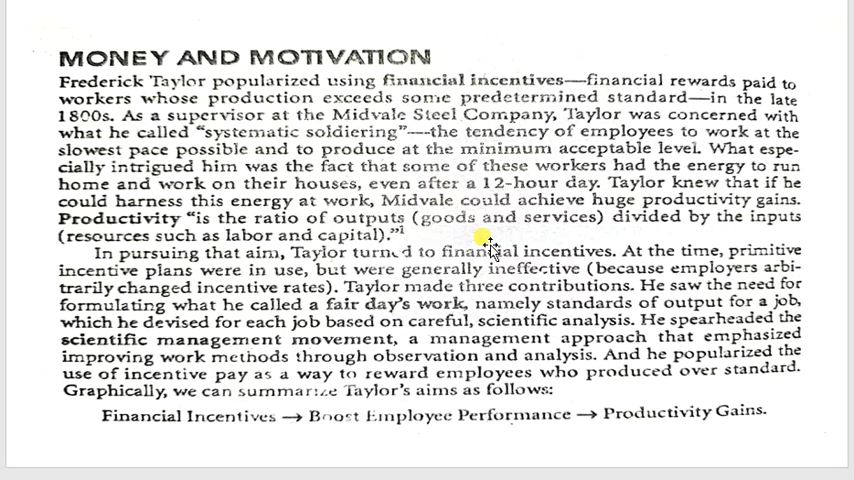 MONEY AND MOTIVATION
Frederick Taylor popularized using financial incentives—financial rewards paid to
workers whose production exceeds some predetermined standard—in the late
1800s. As a supervisor at the Midvale Steel Company, Taylor was concerned with
what he called “systematic soldiering”—the tendency of employees to work at the
slowest pace possible and to produce at the minimum acceptable level. What espe-
cially intrigued him was the fact that some of these workers had the energy to run
home and work on their houses, even after a 12-hour day. Taylor knew that if he
could harness this energy at work, Midvale could achieve huge productivity gains.
Productivity “is the ratio of outputs (goods and services) divided by the inputs
(resources such as labor and capital).”1
In pursuing that aim, Taylor turned to financial incentives. At the time, primitive
incentive plans were in use, but were generally ineffective (because employers arbi-
trarily changed incentive rates). Taylor made three contributions. He saw the need for
formulating what he called a fair day’s work, namely standards of output for a job,
which he devised for each job based on careful, scientific analysis. He spearheaded the
scientific management movement, a management approach that emphasized
improving work methods through observation and analysis. And he popularized the
use of incentive pay as a way to reward employees who produced over standard.
Graphically, we can summarize Taylor’s aims as follows:
Financial Incentives → Boost Employee Performance → Productivity Gains.